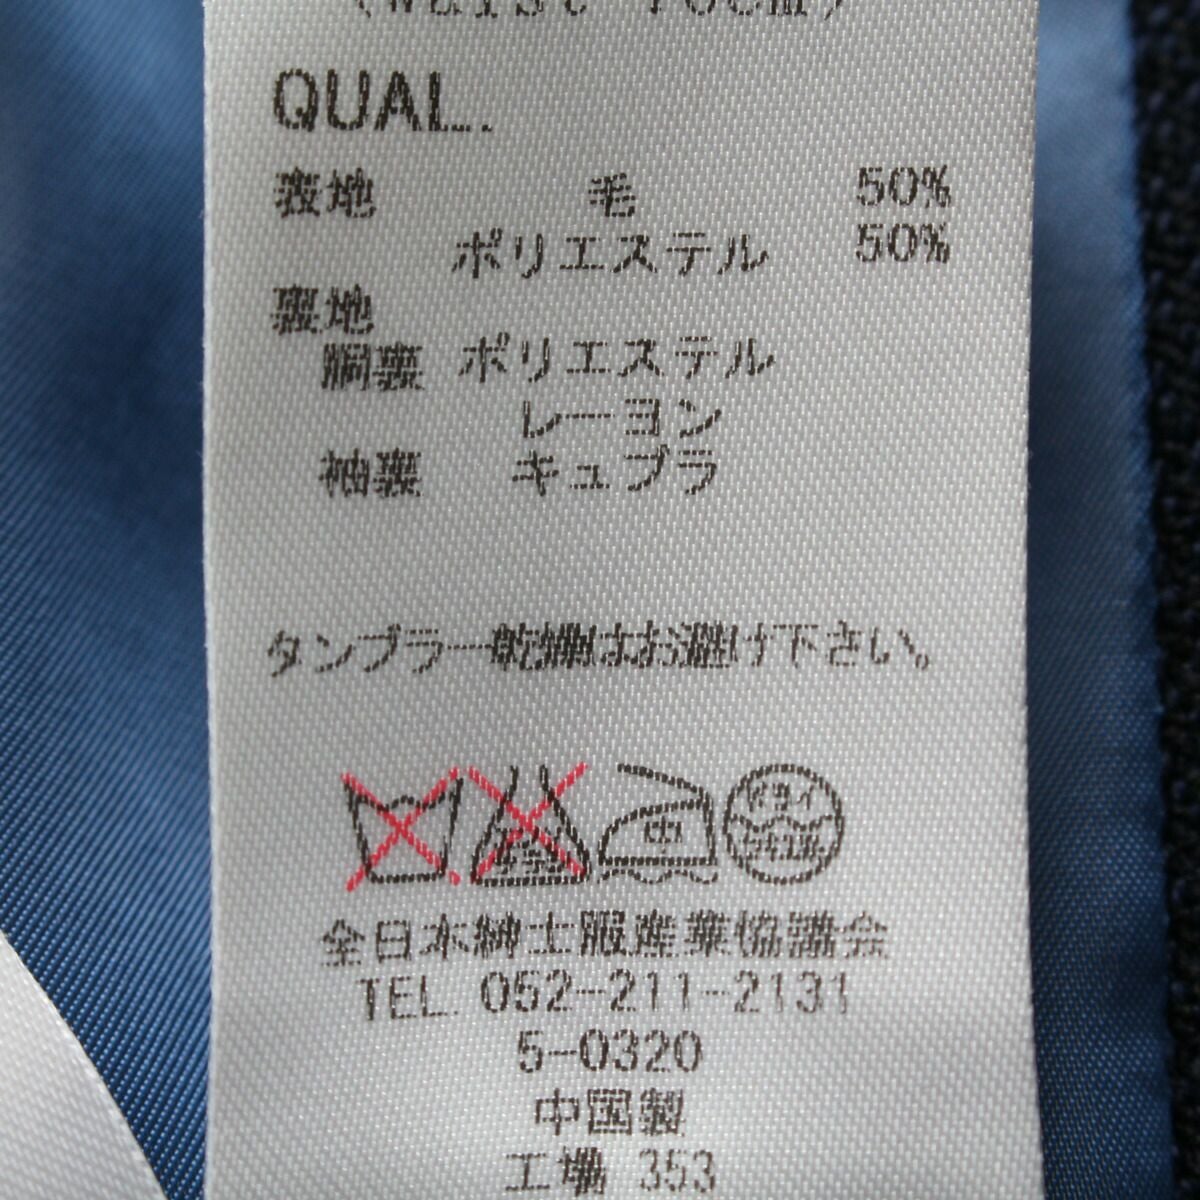 QUAL.
表地 毛 50%
ポリエステル 50%
裏地
胴裏 ポリエステル
レーヨン
袖裏 キュプラ
タンブラー乾燥はお避け下さい。
中 ドライ
全日本紳士服産業協議会
TEL. 052-211-2131
5-0320
中国製
工場 353